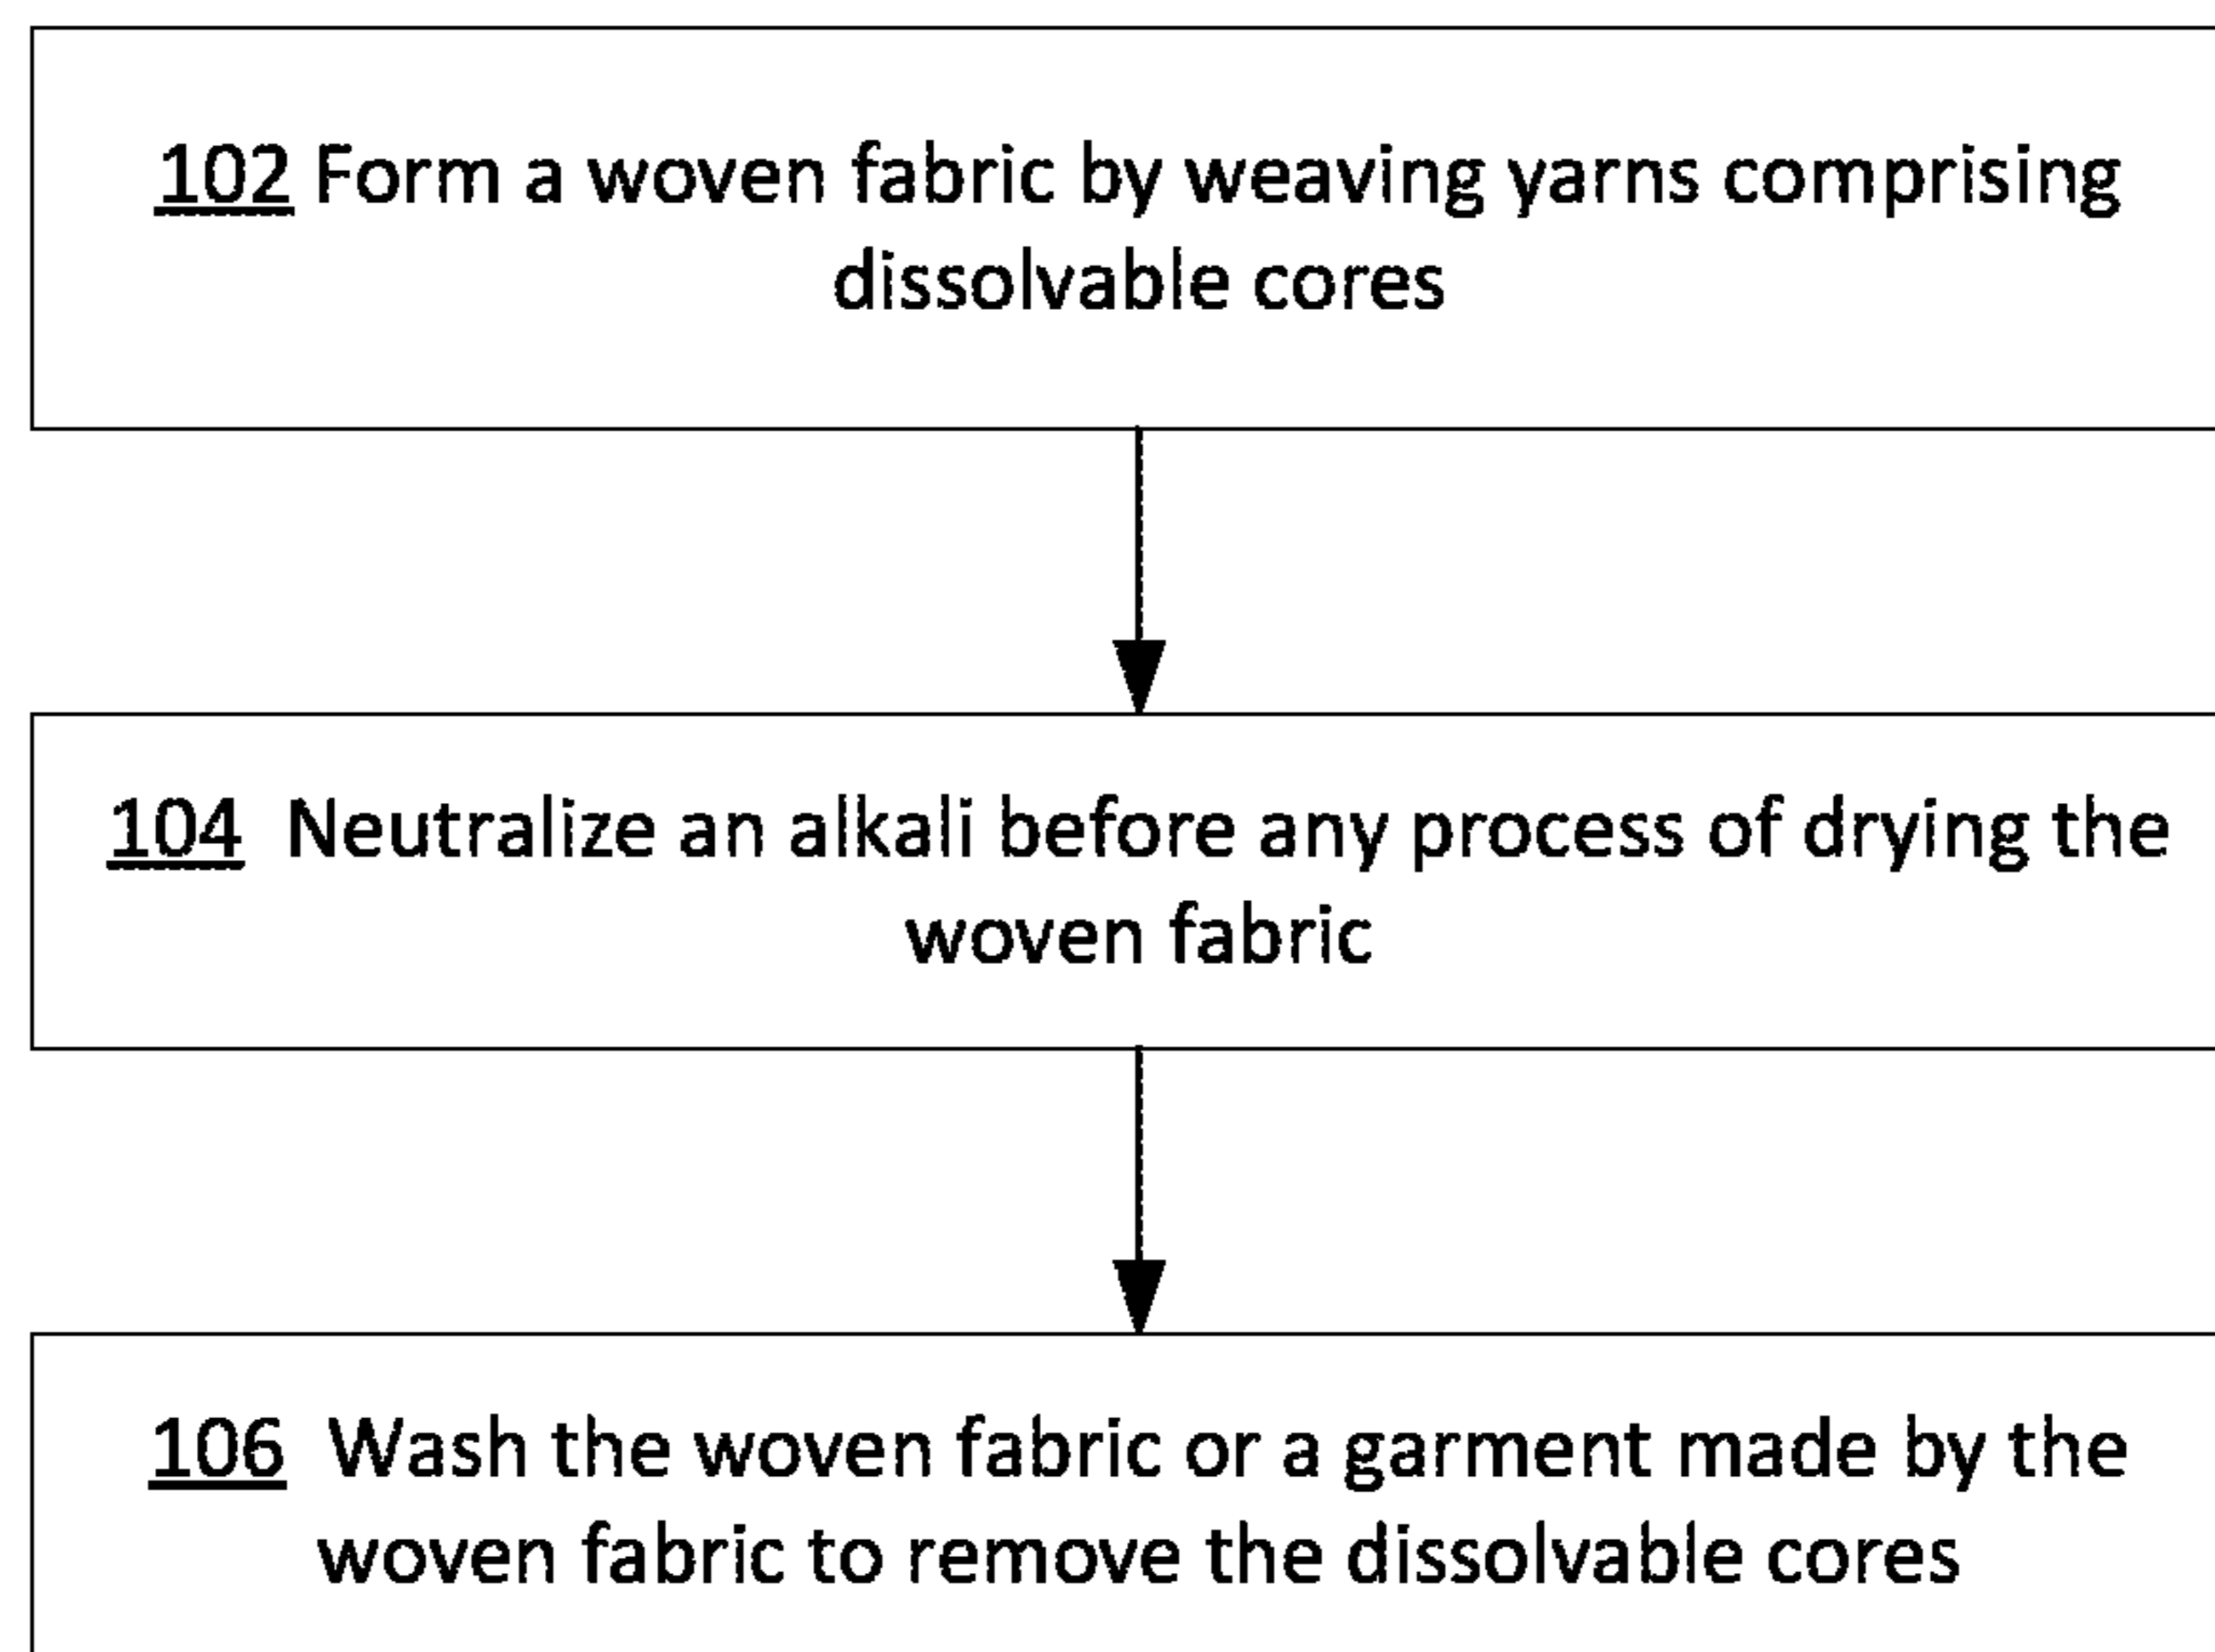 102 Form a woven fabric by weaving yarns comprising
dissolvable cores
104 Neutralize an alkali before any process of drying the
woven fabric
106 Wash the woven fabric or a garment made by the
woven fabric to remove the dissolvable cores